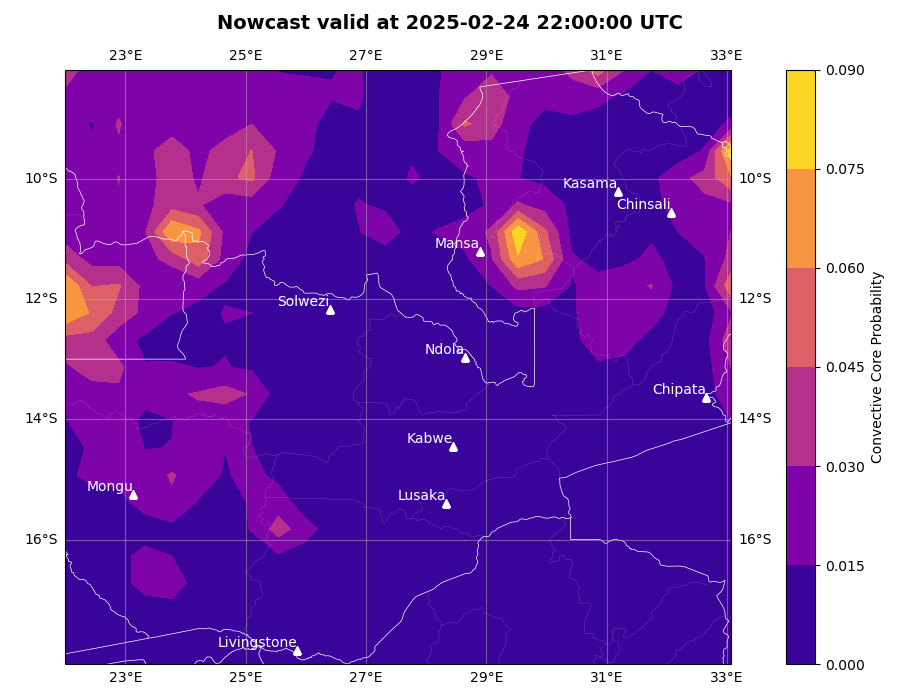 Nowcast valid at 2025-02-24 22:00:00 UTC
23°E 25°E 27°E 29°E 31°E 33°E
0.090
0.075
10°S Kasama 10°S
Chinsali
Mansa
0.060
12°S Solwezi 12°S
Ndola
0.045
Chipata
14°S 14°S
Kabwe
0.030
Mongu
Lusaka
16°S 16°S
0.015
Livingstone
0.000
23°E 25°E 27°E 29°E 31°E 33°E
Convective Core Probability